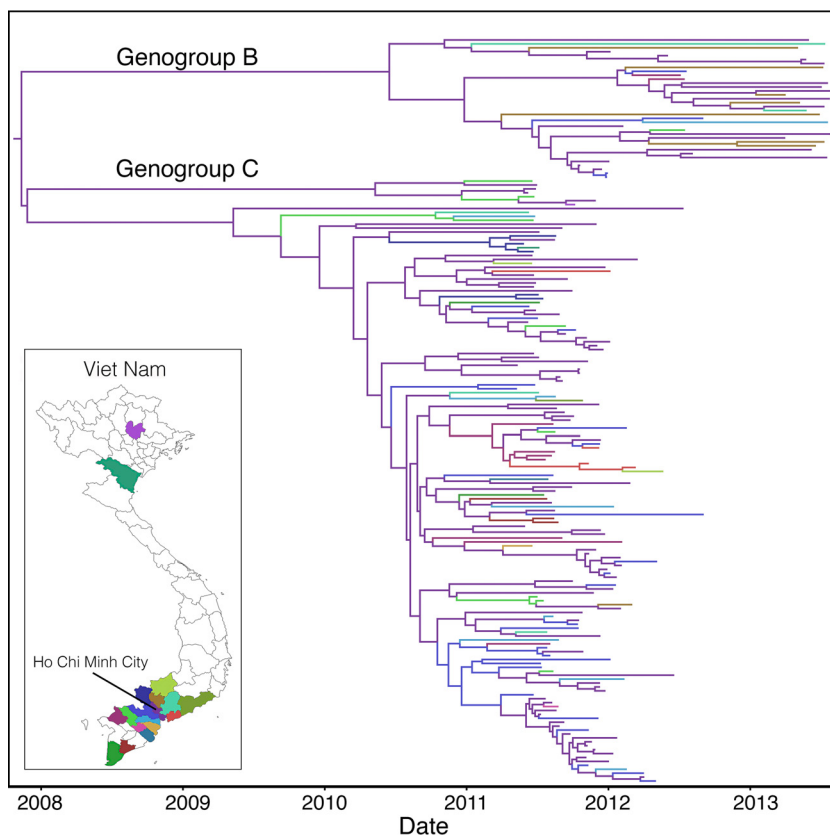 Genogroup B
Genogroup C
Viet Nam
Ho Chi Minh City
2008 2009 2010 2011 2012 2013
Date